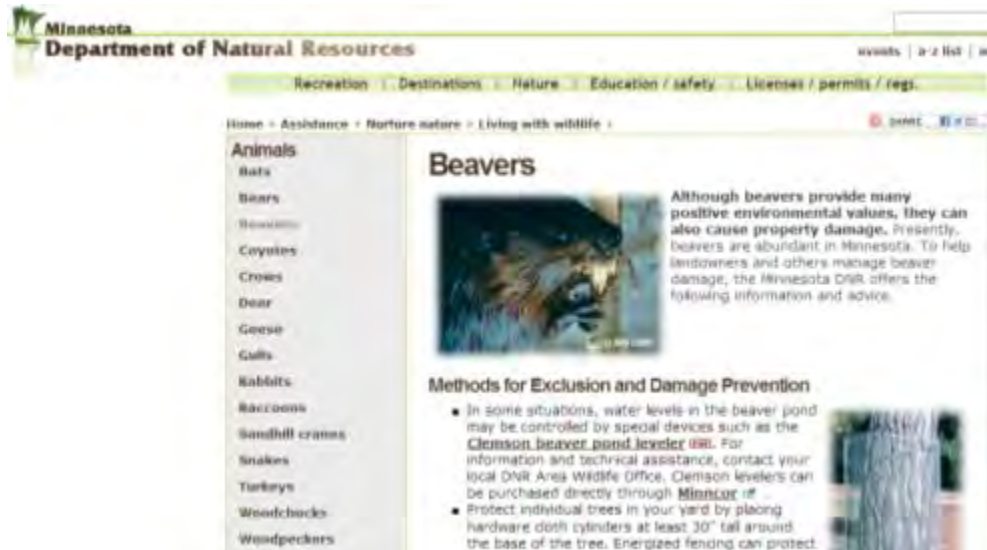 Minnesota
Department of Natural Resources
events | a-z list |
Recreation | Destinations | Nature | Education / safety | Licenses / permits / regs.
Home > Assistance > Nurture nature > Living with wildlife >
SHARE
Animals
Bats
Bears
Beavers
Coyotes
Crows
Deer
Geese
Gulls
Rabbits
Raccoons
Sandhill cranes
Snakes
Turkeys
Woodchucks
Woodpeckers
Beavers
Although beavers provide many
positive environmental values, they can
also cause property damage. Presently,
beavers are abundant in Minnesota. To help
landowners and others manage beaver
damage, the Minnesota DNR offers the
following information and advice.
Methods for Exclusion and Damage Prevention
■ In some situations, water levels in the beaver pond
may be controlled by special devices such as the
Clemson beaver pond leveler. For
information and technical assistance, contact your
local DNR Area Wildlife Office. Clemson levelers can
be purchased directly through Minncor
■ Protect individual trees in your yard by placing
hardware cloth cylinders at least 30" tall around
the base of the tree. Energized fencing can protect